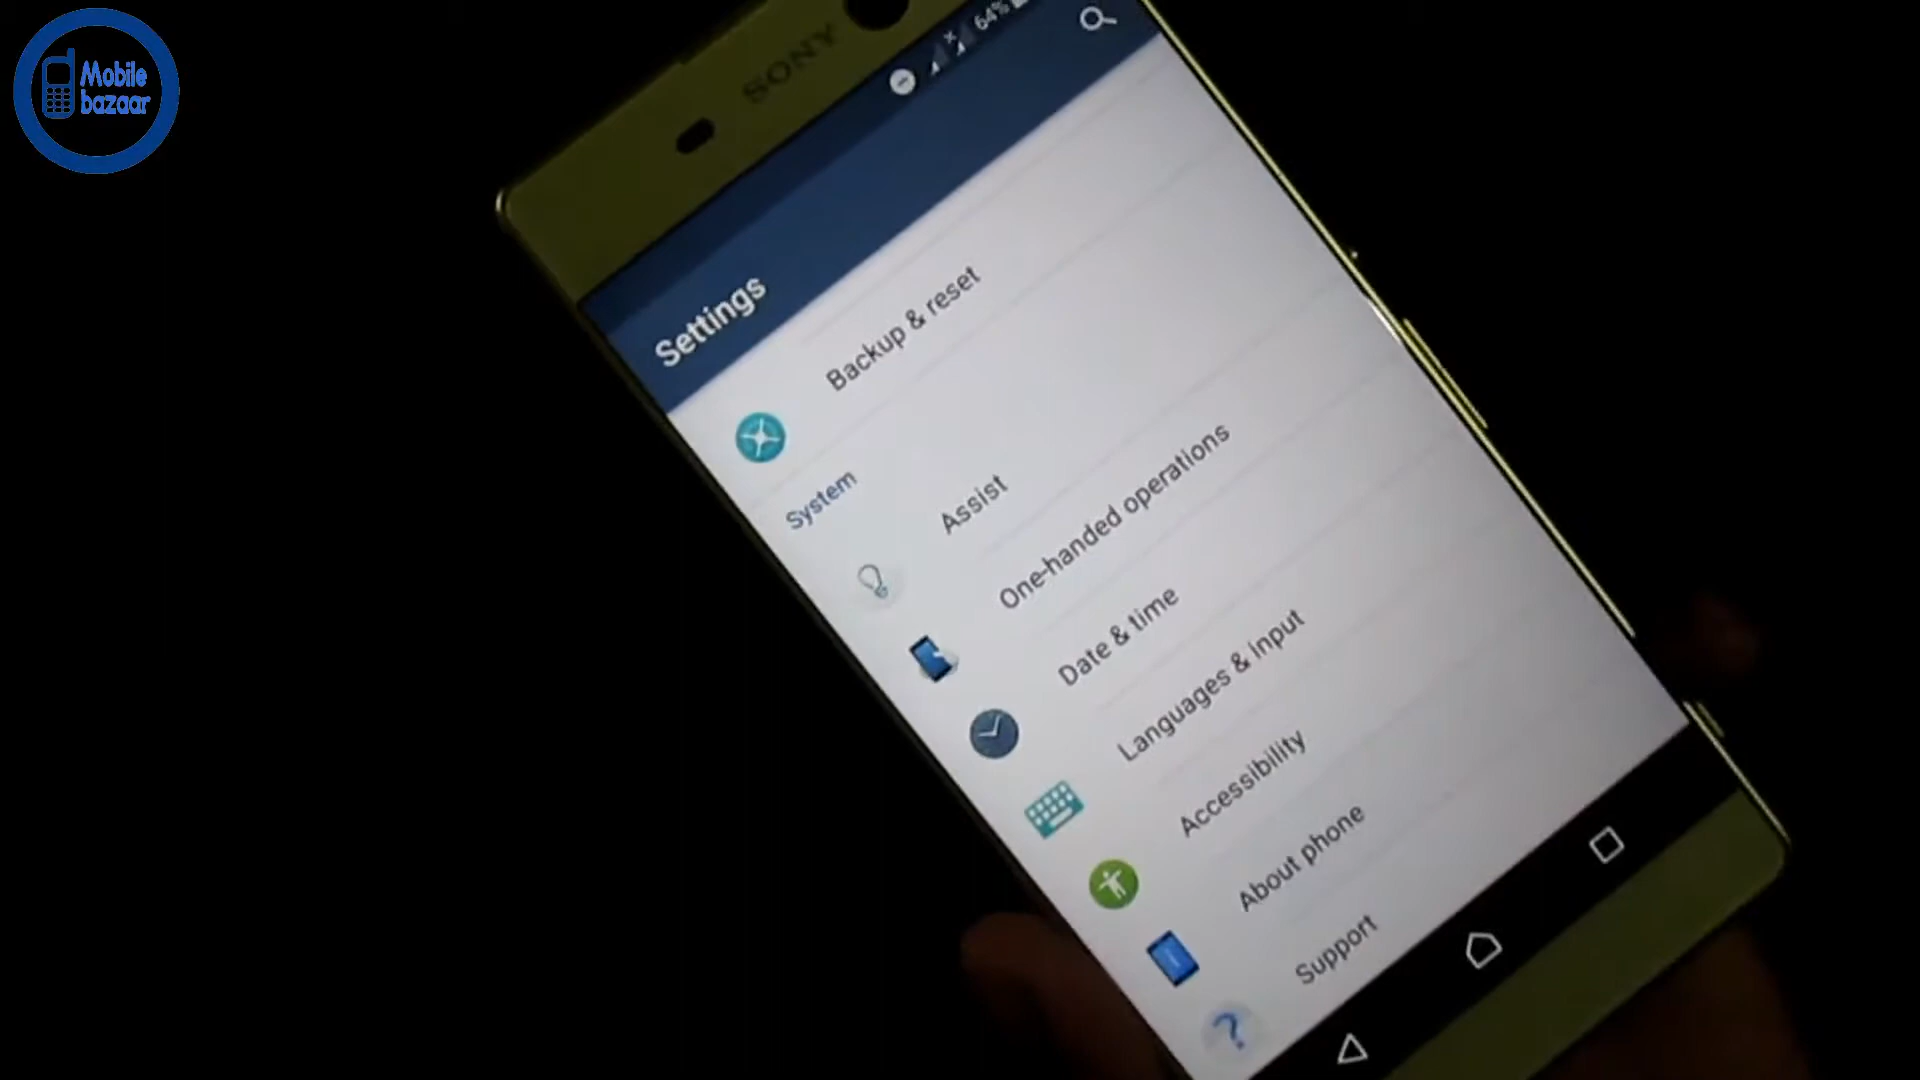 Mobile
bazaar
SONY
64%
Settings
Backup & reset
System
Assist
One-handed operations
Date & time
Languages & input
Accessibility
About phone
Support